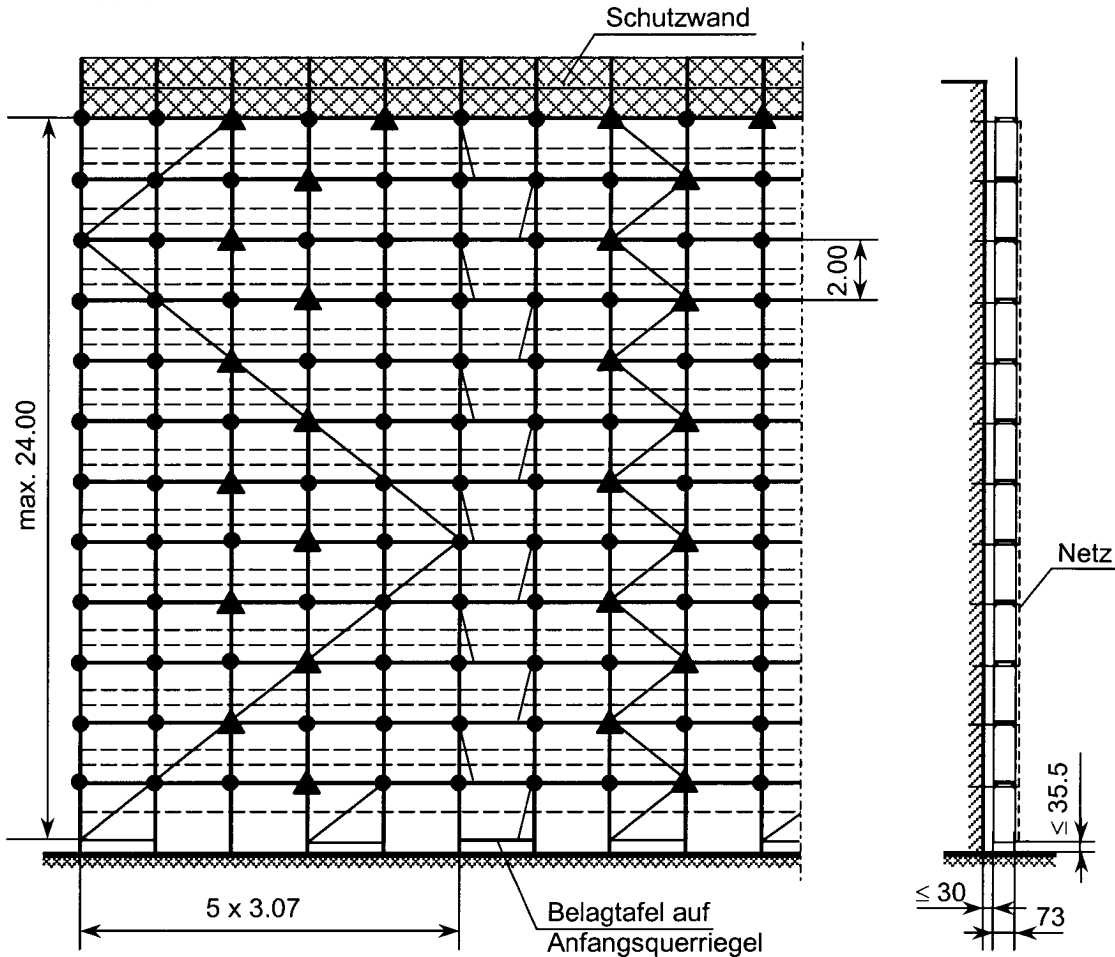 Schutzwand
2.00
max. 24.00
Netz
≤ 35.5
≤ 30
73
5 x 3.07
Belagtafel auf
Anfangsquerriegel